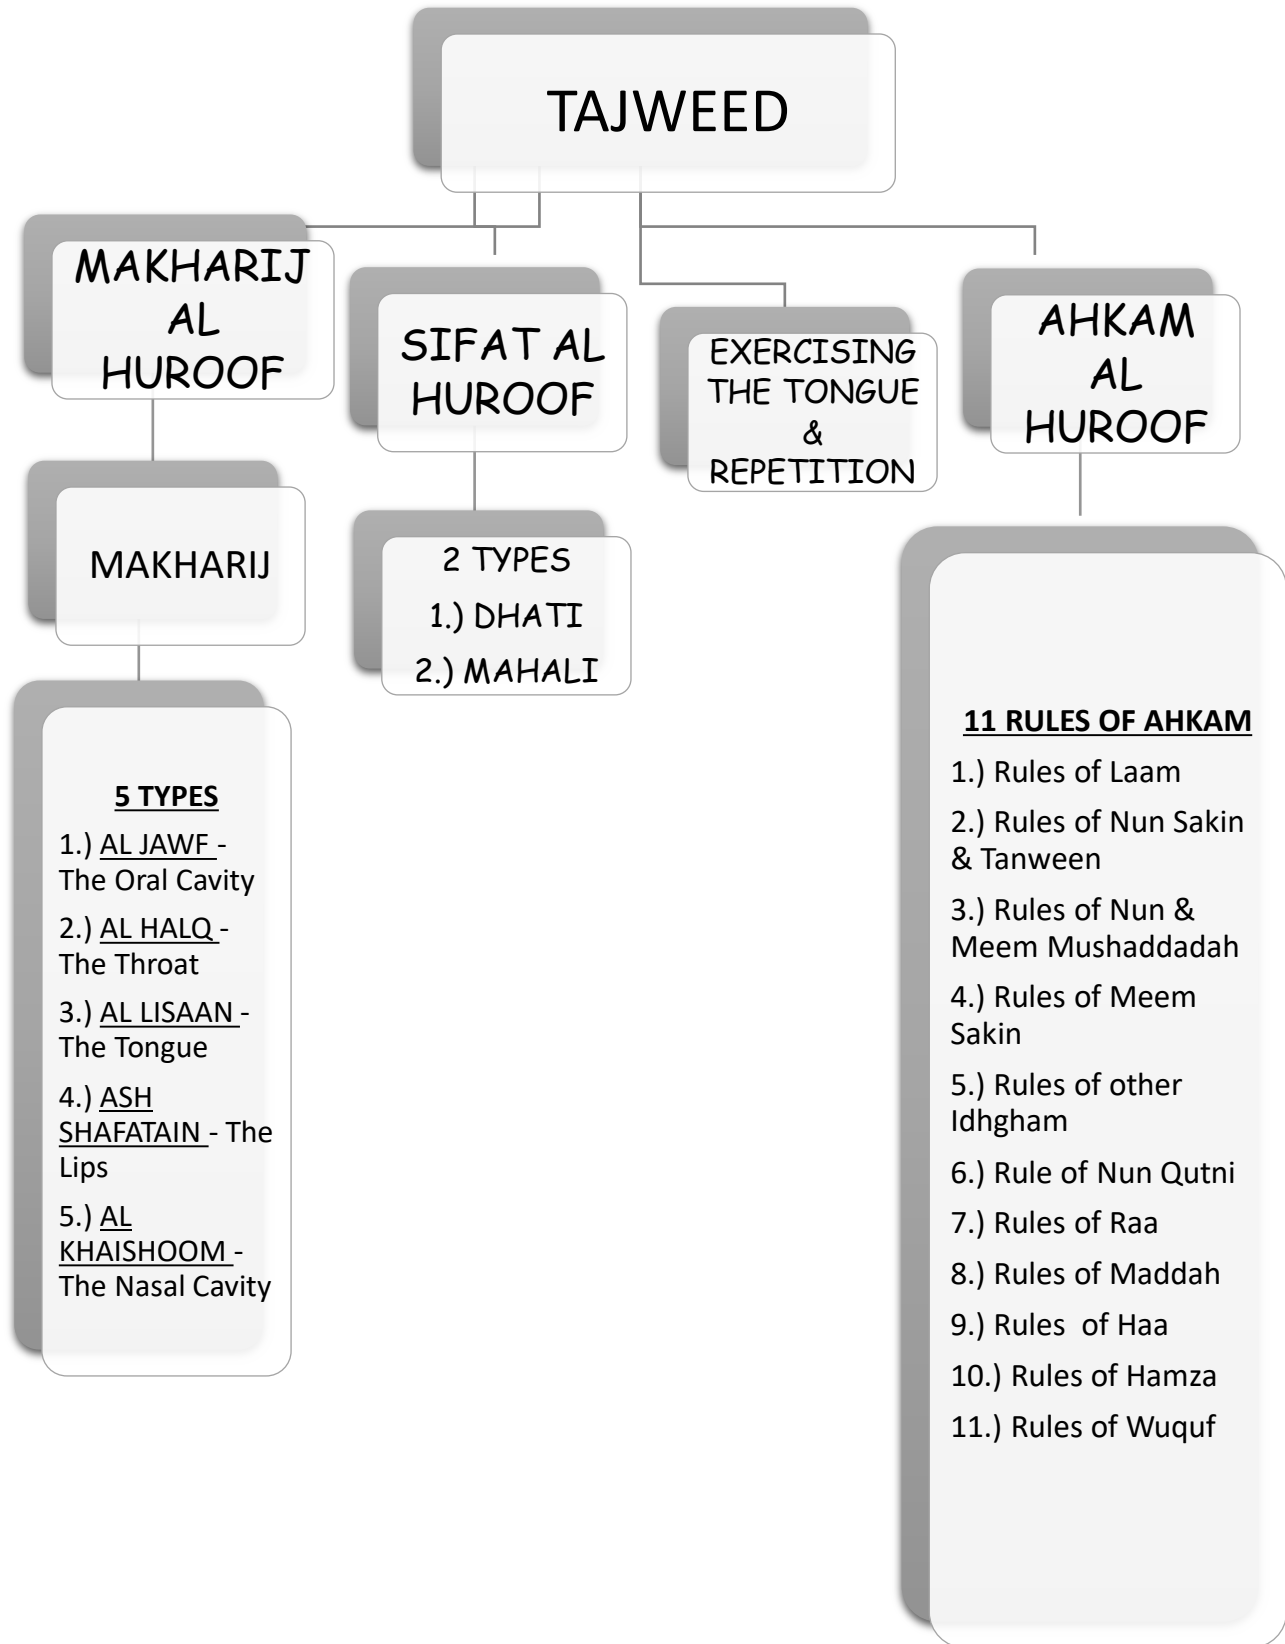 TAJWEED
MAKHARIJ
AL
HUROOF
SIFAT AL
HUROOF
EXERCISING
THE TONGUE
&
REPETITION
AHKAM
AL
HUROOF
MAKHARIJ
2 TYPES
1.) DHATI
2.) MAHALI
5 TYPES
1.) AL JAWF -
The Oral Cavity
2.) AL HALQ -
The Throat
3.) AL LISAAN -
The Tongue
4.) ASH
SHAFATAIN - The
Lips
5.) AL
KHAISHOOM -
The Nasal Cavity
11 RULES OF AHKAM
1.) Rules of Laam
2.) Rules of Nun Sakin
& Tanween
3.) Rules of Nun &
Meem Mushaddadah
4.) Rules of Meem
Sakin
5.) Rules of other
Idhgham
6.) Rule of Nun Qutni
7.) Rules of Raa
8.) Rules of Maddah
9.) Rules  of Haa
10.) Rules of Hamza
11.) Rules of Wuquf